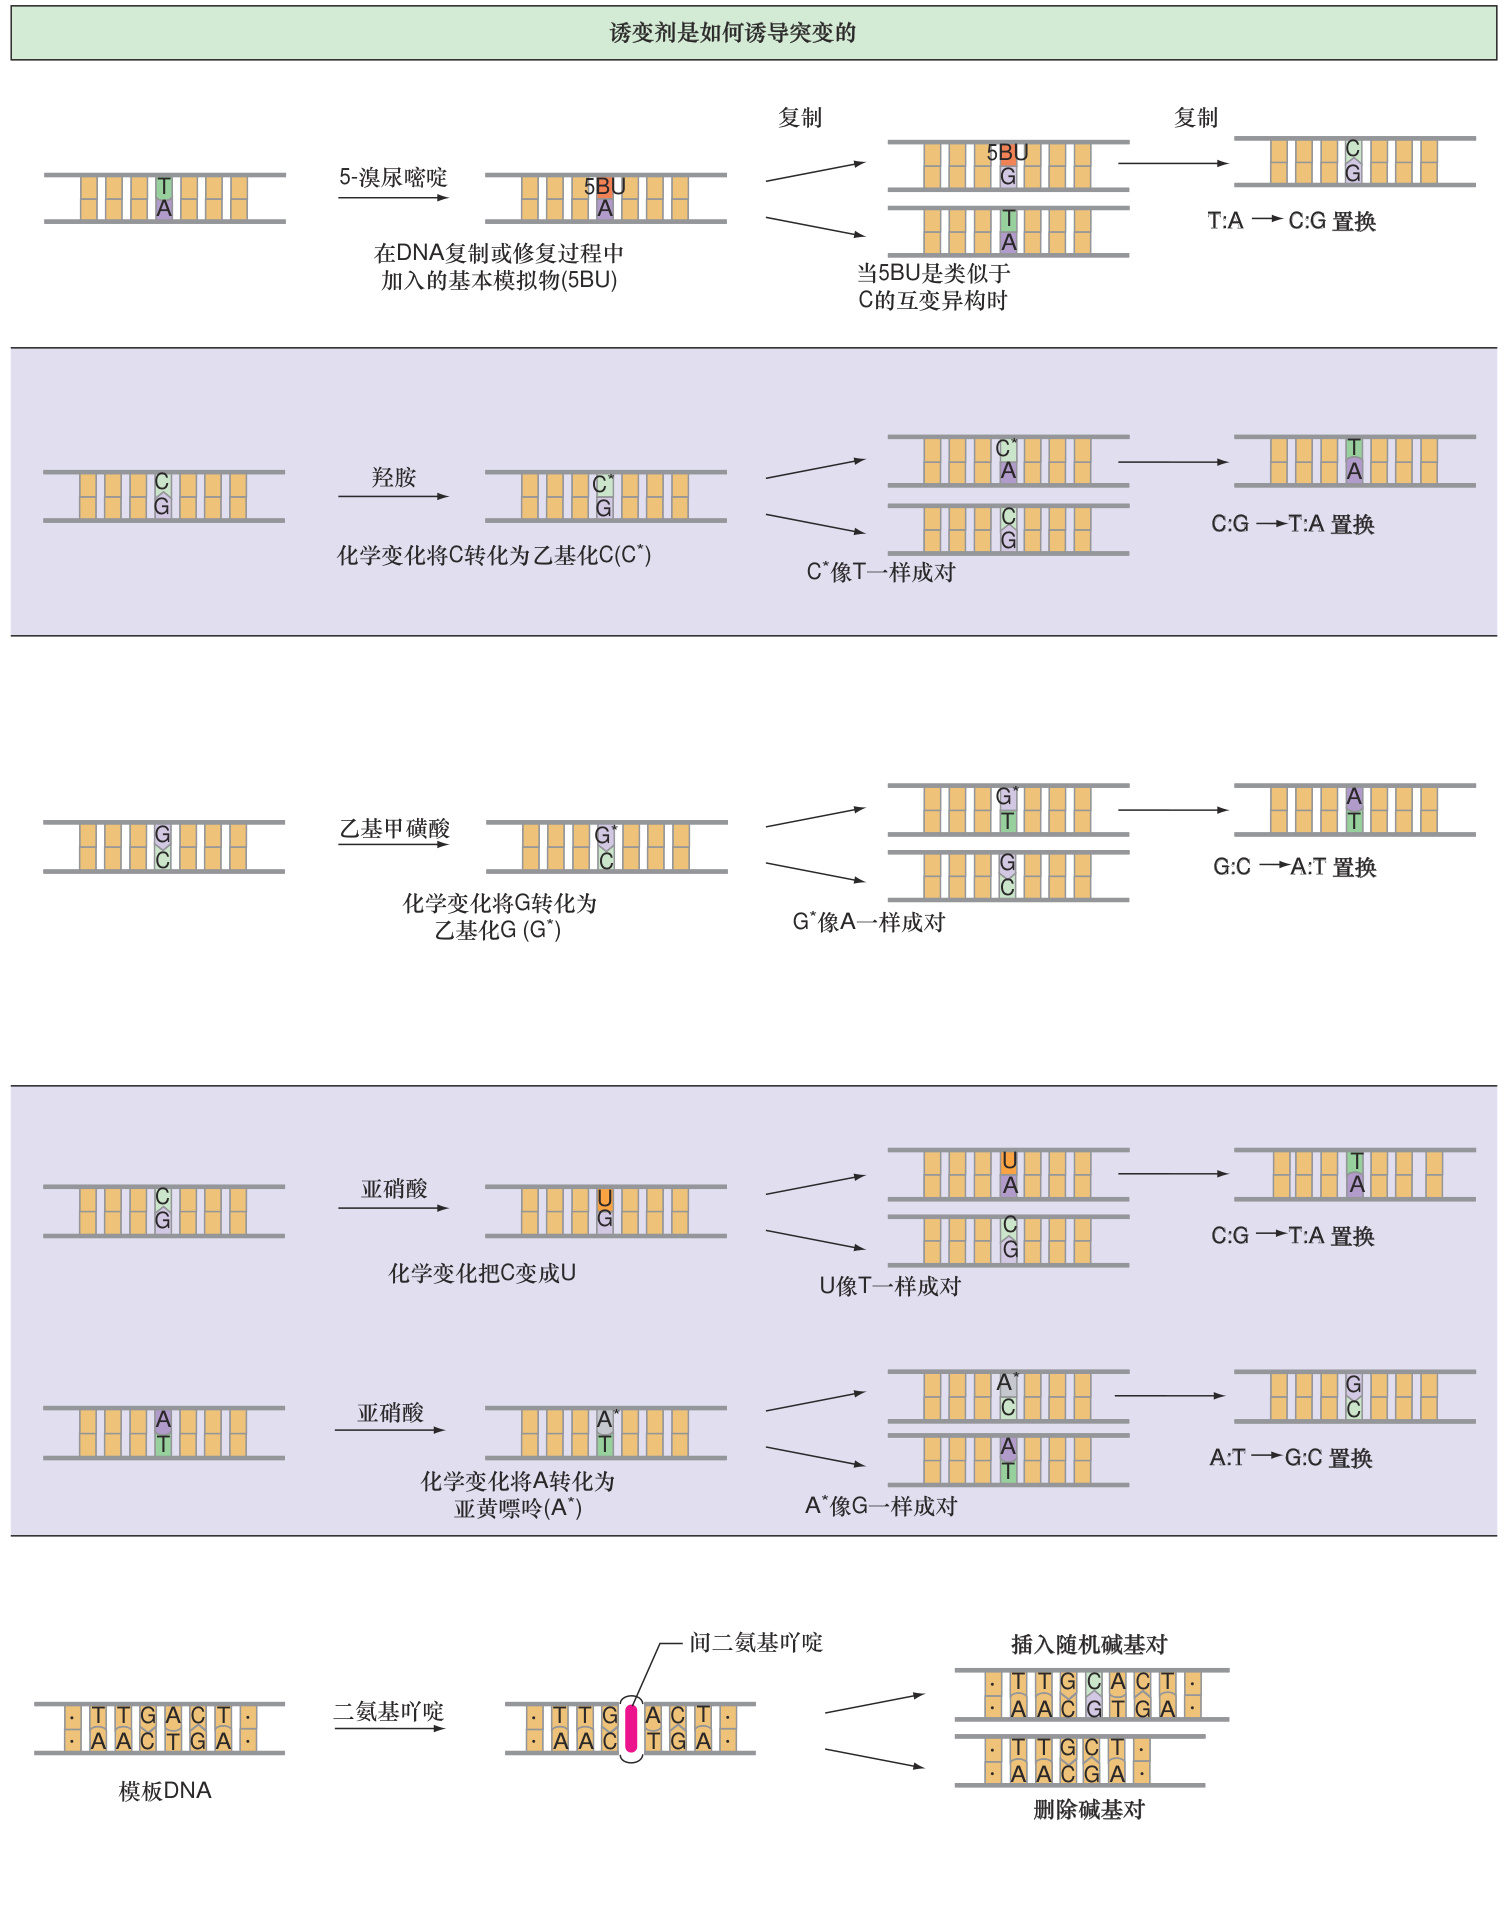 诱变剂是如何诱导突变的
复制
复制
T
A
5-溴尿嘧啶
5BU
A
5BU
G
T
A
C
G
T:A → C:G 置换
在DNA复制或修复过程中
加入的基本模拟物(5BU)
当5BU是类似于
C的互变异构时
C
G
羟胺
C*
G
C*
A
C
G
T
A
C:G → T:A 置换
化学变化将C转化为乙基化C(C*)
C*像T一样成对
G
C
乙基甲磺酸
G*
C
G*
T
G
C
A
T
G:C → A:T 置换
化学变化将G转化为
乙基化G (G*)
G*像A一样成对
C
G
亚硝酸
U
G
U
A
C
G
T
A
C:G → T:A 置换
化学变化把C变成U
U像T一样成对
A
T
亚硝酸
A*
T
A*
C
A
T
G
C
A:T → G:C 置换
化学变化将A转化为
亚黄嘌呤(A*)
A*像G一样成对
间二氨基吖啶
插入随机碱基对
· T T G A C T ·
· A A C T G A ·
二氨基吖啶
· T T G A C T ·
· A A C T G A ·
· T T G C A C T ·
· A A C G T G A ·
· T T G C T ·
· A A C G A ·
模板DNA
删除碱基对